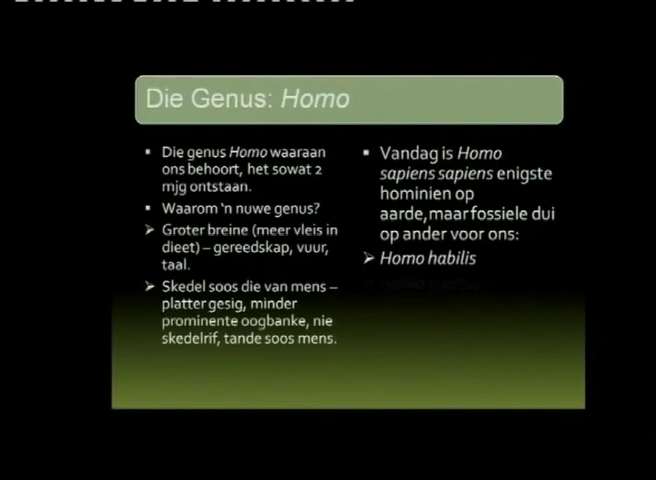 Die Genus: Homo
▪ Die genus Homo waaraan
ons behoort, het sowat 2
mjg ontstaan.
▪ Waarom 'n nuwe genus?
➢ Groter breine (meer vleis in
dieet) – gereedskap, vuur,
taal.
➢ Skedel soos die van mens –
platter gesig, minder
prominente oogbanke, nie
skedelrif, tande soos mens.
▪ Vandag is Homo
sapiens sapiens enigste
hominien op
aarde,maar fossiele dui
op ander voor ons:
➢ Homo habilis